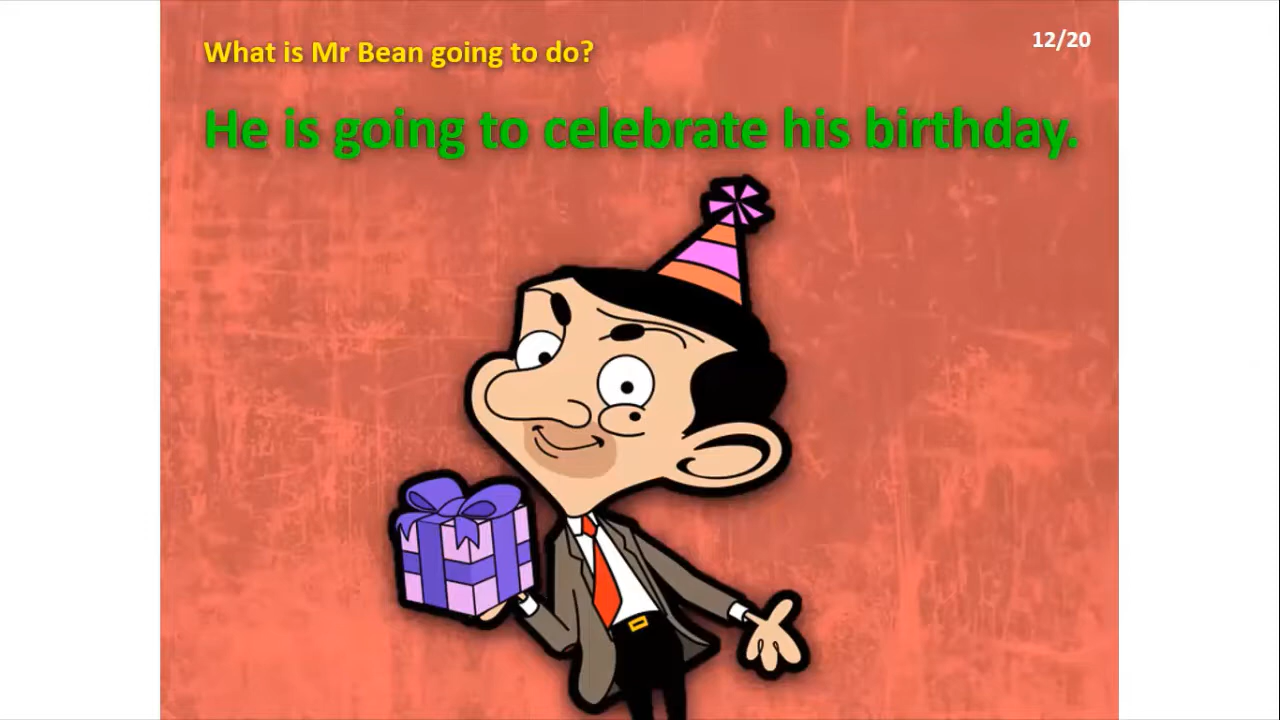 What is Mr Bean going to do?
12/20
He is going to celebrate his birthday.